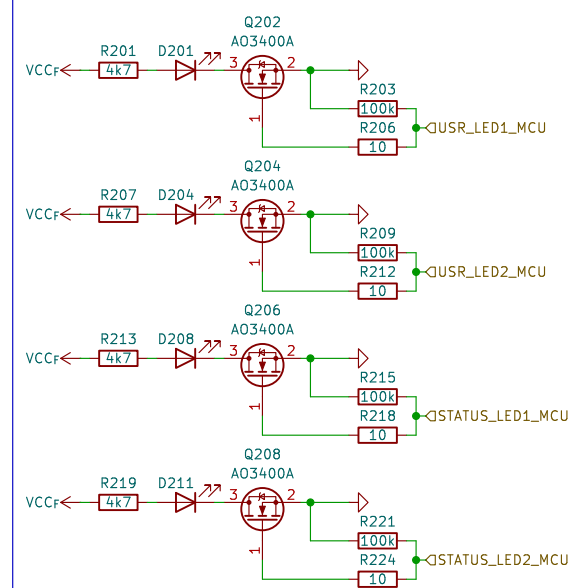 Q202
AO3400A
R201
D201
VCCF
4k7
3
2
1
R203
100k
R206
10
USR_LED1_MCU
Q204
AO3400A
R207
D204
VCCF
4k7
3
2
1
R209
100k
R212
10
USR_LED2_MCU
Q206
AO3400A
R213
D208
VCCF
4k7
3
2
1
R215
100k
R218
10
STATUS_LED1_MCU
Q208
AO3400A
R219
D211
VCCF
4k7
3
2
1
R221
100k
R224
10
STATUS_LED2_MCU